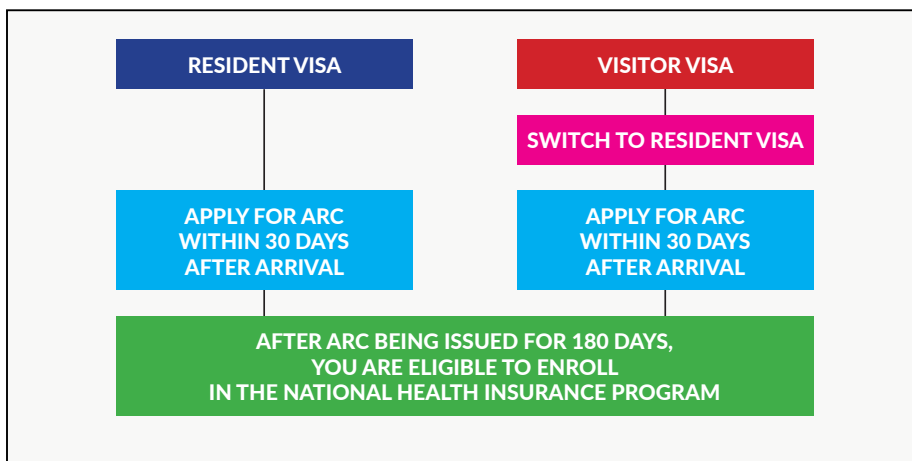 RESIDENT VISA
VISITOR VISA
SWITCH TO RESIDENT VISA
APPLY FOR ARC
WITHIN 30 DAYS
AFTER ARRIVAL
APPLY FOR ARC
WITHIN 30 DAYS
AFTER ARRIVAL
AFTER ARC BEING ISSUED FOR 180 DAYS,
YOU ARE ELIGIBLE TO ENROLL
IN THE NATIONAL HEALTH INSURANCE PROGRAM